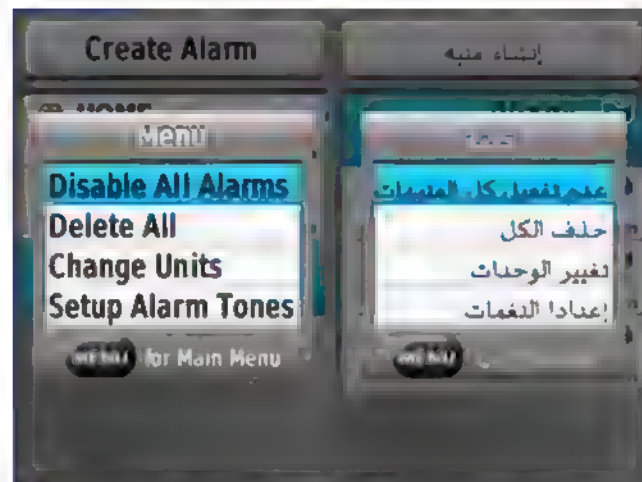 Create Alarm
HOME
Menu
Disable All Alarms
Delete All
Change Units
Setup Alarm Tones
MENU for Main Menu
إنشاء منبه
عدم كل المنبهات
حذف الكل
تغيير الوحدات
إعدادا النغمات
MENU